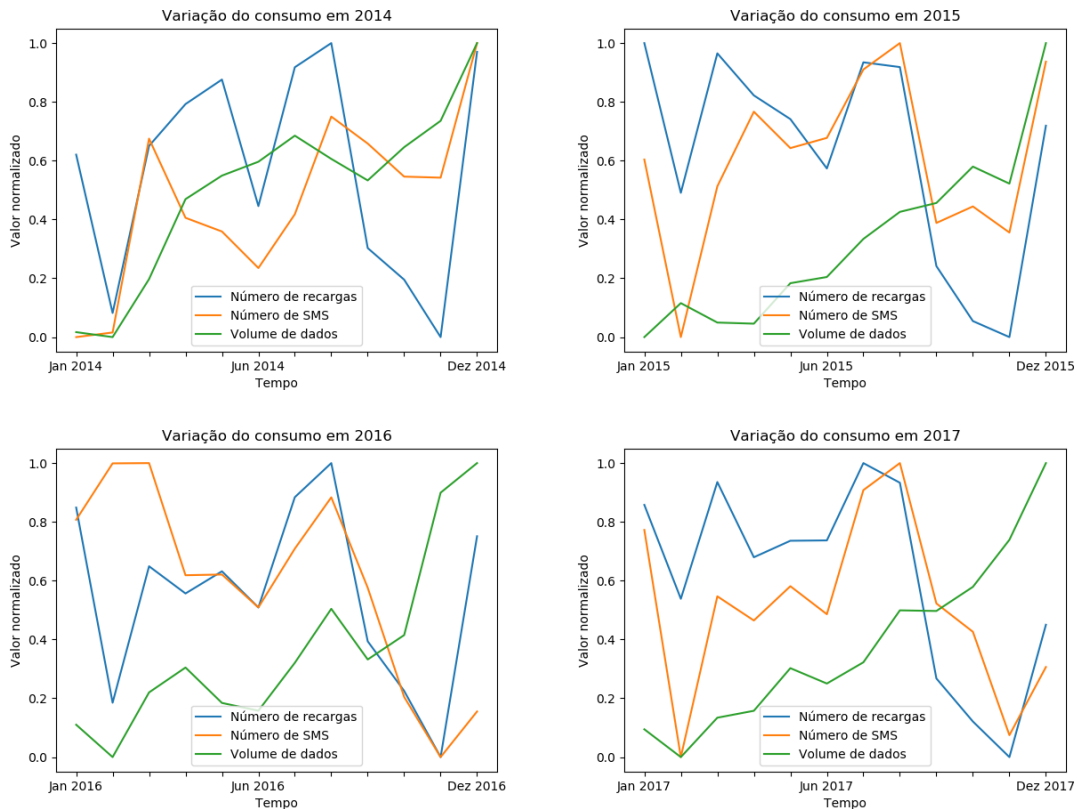 Variação do consumo em 2014
1.0
0.8
0.6
0.4
0.2
0.0
Valor normalizado
Número de recargas
Número de SMS
Volume de dados
Jan 2014 Jun 2014 Dez 2014
Tempo
Variação do consumo em 2015
1.0
0.8
0.6
0.4
0.2
0.0
Valor normalizado
Número de recargas
Número de SMS
Volume de dados
Jan 2015 Jun 2015 Dez 2015
Tempo
Variação do consumo em 2016
1.0
0.8
0.6
0.4
0.2
0.0
Valor normalizado
Número de recargas
Número de SMS
Volume de dados
Jan 2016 Jun 2016 Dez 2016
Tempo
Variação do consumo em 2017
1.0
0.8
0.6
0.4
0.2
0.0
Valor normalizado
Número de recargas
Número de SMS
Volume de dados
Jan 2017 Jun 2017 Dez 2017
Tempo